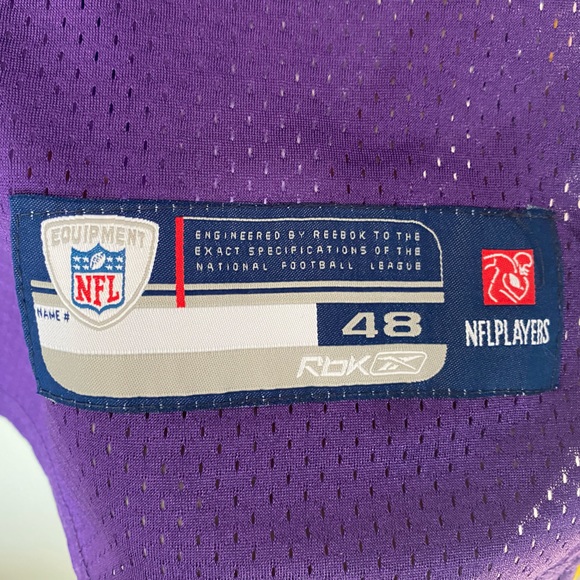 EQUIPMENT
NFL
ENGINEERED BY REEBOK TO THE
EXACT SPECIFICATIONS OF THE
NATIONAL FOOTBALL LEAGUE
NAME #
48
RBK
NFLPLAYERS